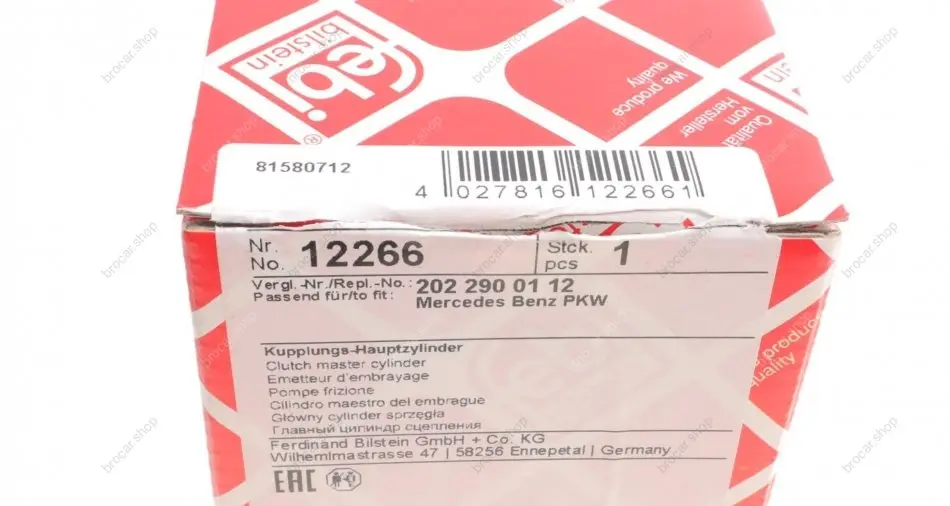 febi
bilstein
®
We produce
quality
Qualität
vom
Hersteller
81580712
4 027816 122661
Nr.
No. 12266
Stck.
pcs 1
Vergl.-Nr./Repl.-No.: 202 290 01 12
Passend für/to fit: Mercedes Benz PKW
Kupplungs-Hauptzylinder
Clutch master cylinder
Emetteur d'embrayage
Pompe frizione
Cilindro maestro del embrague
Główny cylinder sprzęgła
Главный цилиндр сцепления
Ferdinand Bilstein GmbH + Co. KG
Wilhelmstrasse 47 | 58256 Ennepetal | Germany
EAC
produce
quality
brocar.shop